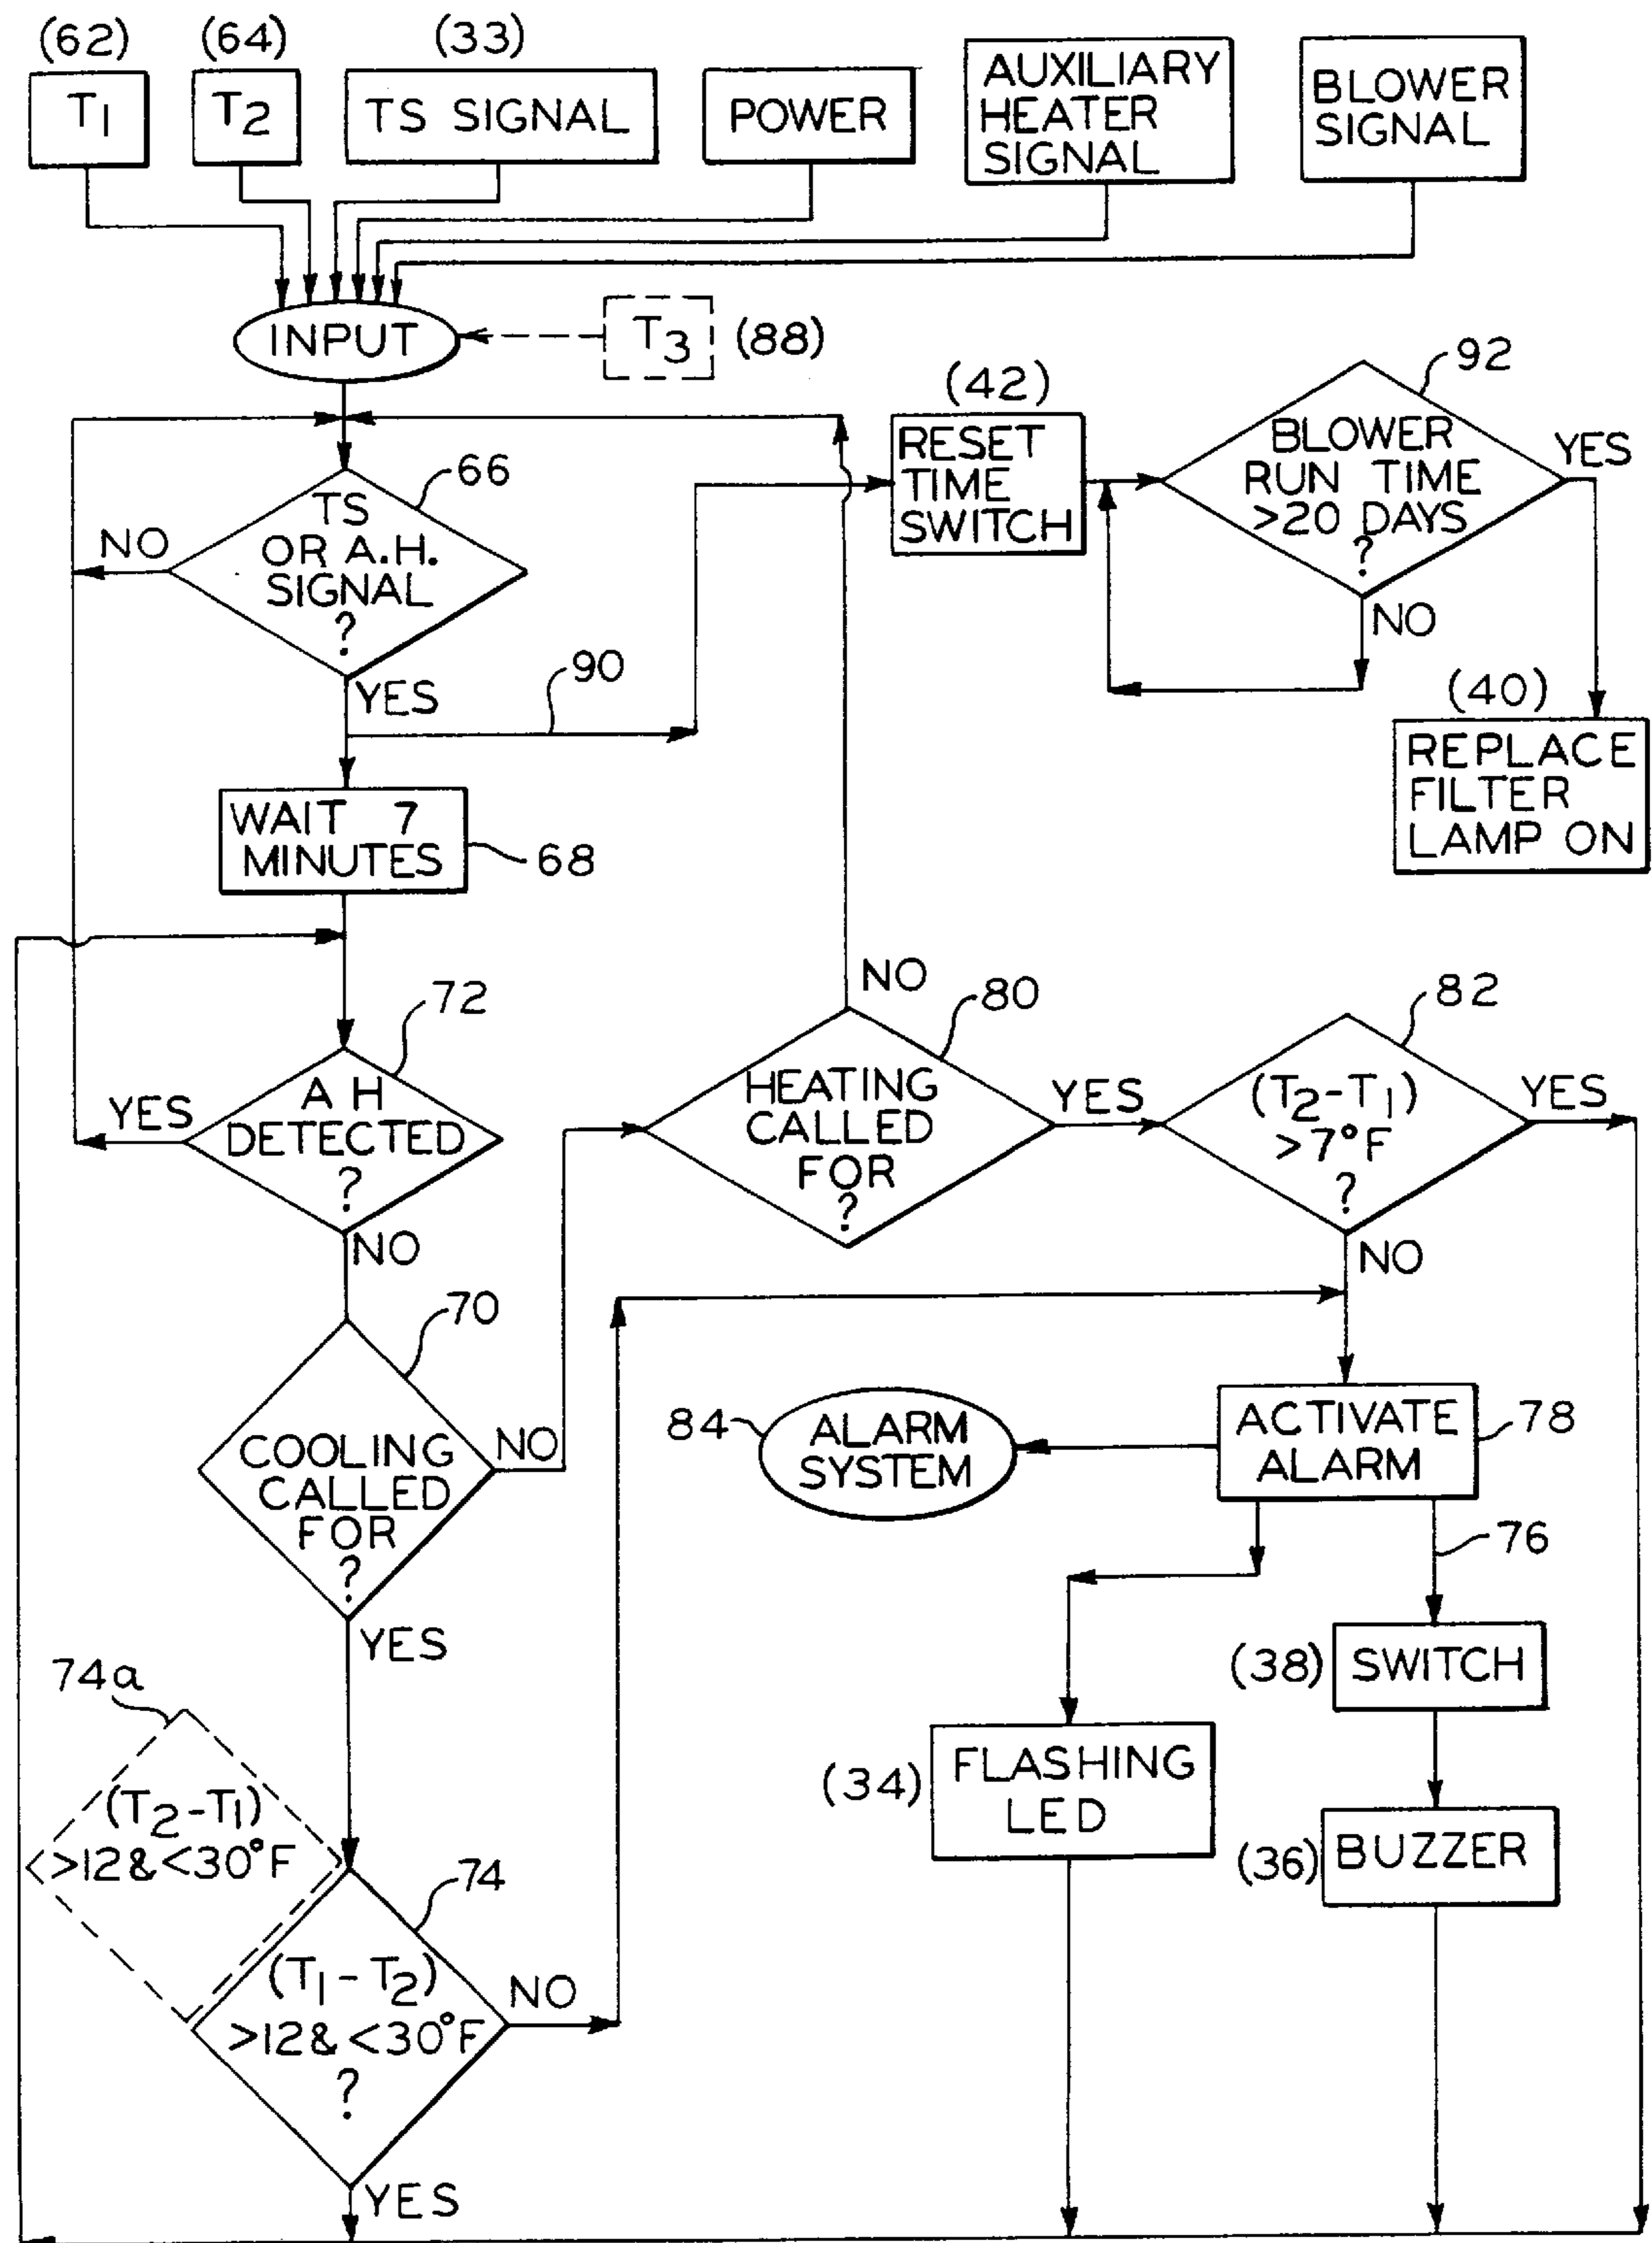 (62)
(64)
(33)
T1
T2
TS SIGNAL
POWER
AUXILIARY
HEATER
SIGNAL
BLOWER
SIGNAL
INPUT
T3
(88)
(42)
RESET
TIME
SWITCH
92
BLOWER
RUN TIME
>20 DAYS
?
YES
NO
(40)
REPLACE
FILTER
LAMP ON
66
TS
OR A.H.
SIGNAL
?
NO
YES
90
WAIT 7
MINUTES
68
72
A H
DETECTED
?
YES
NO
80
HEATING
CALLED
FOR
?
NO
YES
82
(T2-T1)
>7°F
?
YES
NO
70
COOLING
CALLED
FOR
?
NO
YES
84
ALARM
SYSTEM
ACTIVATE
ALARM
78
76
(38)
SWITCH
(34)
FLASHING
LED
(36)
BUZZER
74a
(T2-T1)
>12&<30°F
74
(T1-T2)
>12&<30°F
?
NO
YES